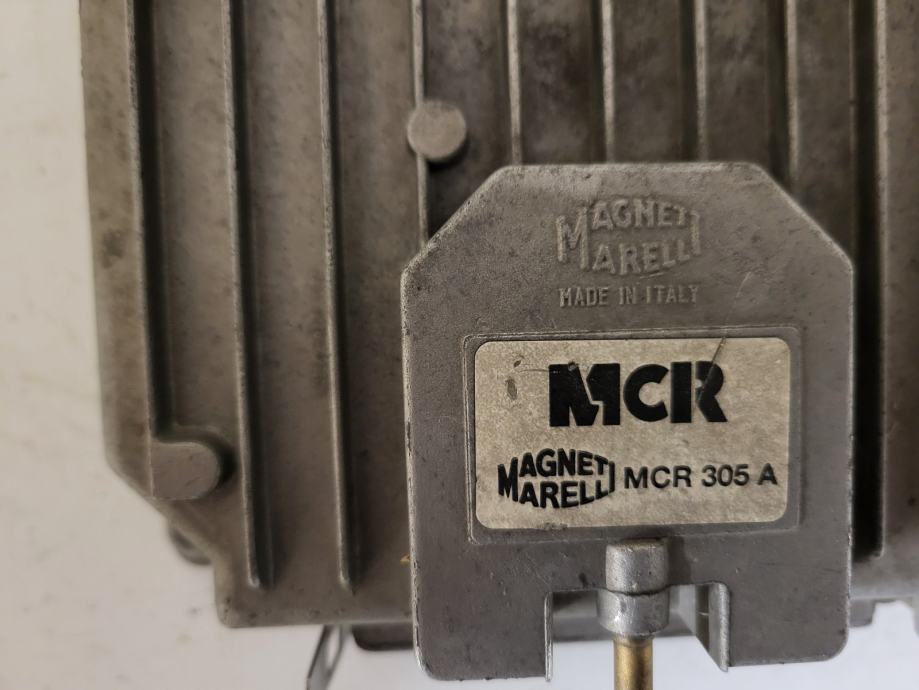 MAGNETI
MARELLI
MADE IN ITALY
MCR
MAGNETI
MARELLI
MCR 305 A